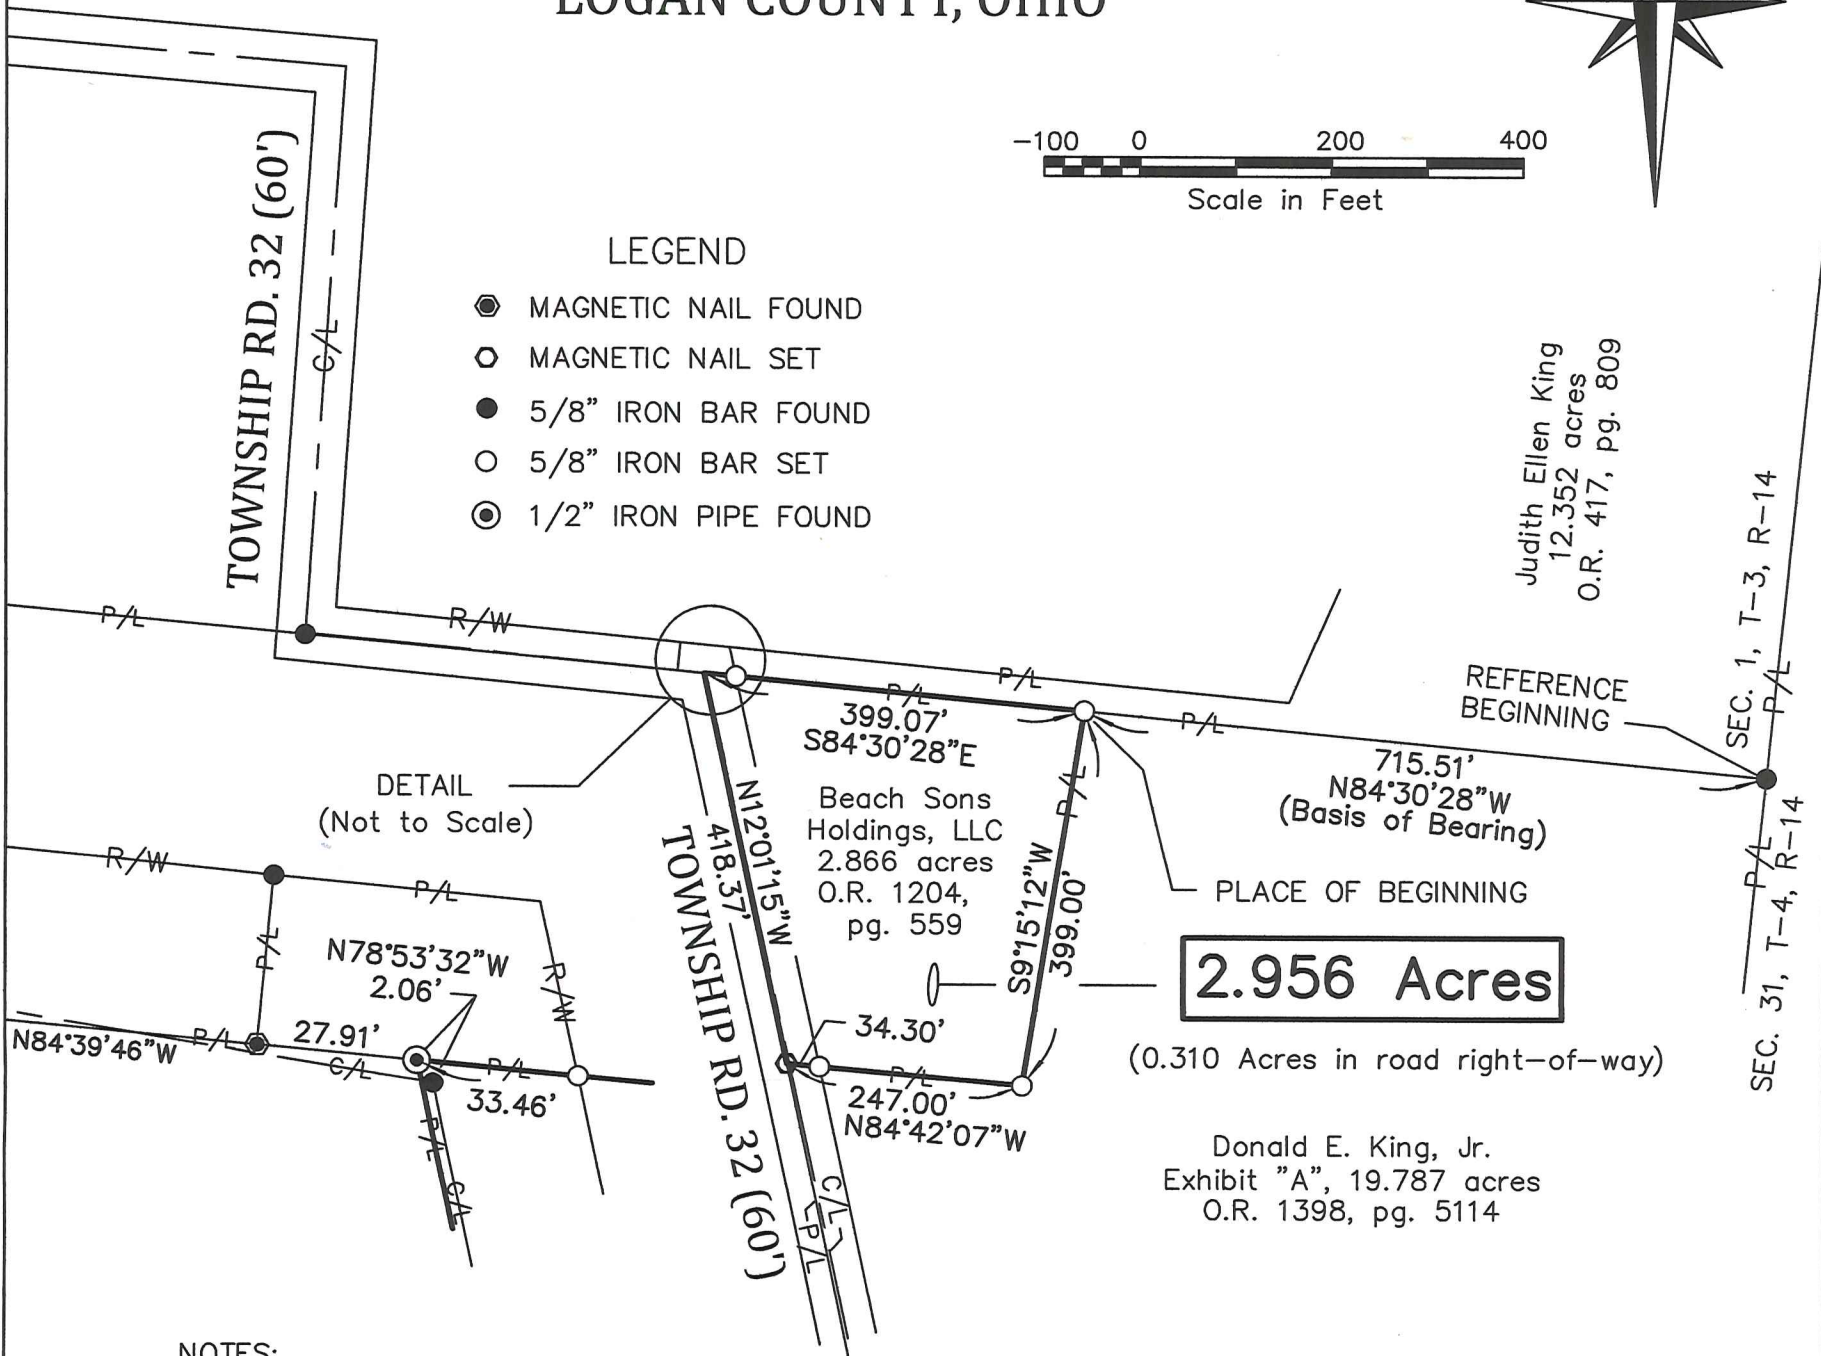 LOGAN COUNTY, OHIO
-100 0 200 400
Scale in Feet
TOWNSHIP RD. 32 (60')
C/L
LEGEND
MAGNETIC NAIL FOUND
MAGNETIC NAIL SET
5/8" IRON BAR FOUND
5/8" IRON BAR SET
1/2" IRON PIPE FOUND
Judith Ellen King
12.352 acres
O.R. 417, pg. 809
SEC. 1, T-3, R-14
P/L
P/L
R/W
P/L
P/L
P/L
REFERENCE
BEGINNING
399.07'
S84°30'28"E
715.51'
N84°30'28"W
(Basis of Bearing)
DETAIL
(Not to Scale)
N12°01'15"W
418.37'
TOWNSHIP RD. 32 (60')
Beach Sons
Holdings, LLC
2.866 acres
O.R. 1204,
pg. 559
P/L
S9°15'12"W
399.00'
PLACE OF BEGINNING
P/L
SEC. 31, T-4, R-14
2.956 Acres
(0.310 Acres in road right-of-way)
R/W
P/L
P/L
R/W
N78°53'32"W
2.06'
27.91'
N84°39'46"W
P/L
C/L
P/L
33.46'
P/L
C/L
34.30'
P/L
247.00'
N84°42'07"W
C/L
P/L
Donald E. King, Jr.
Exhibit "A", 19.787 acres
O.R. 1398, pg. 5114
NOTES: